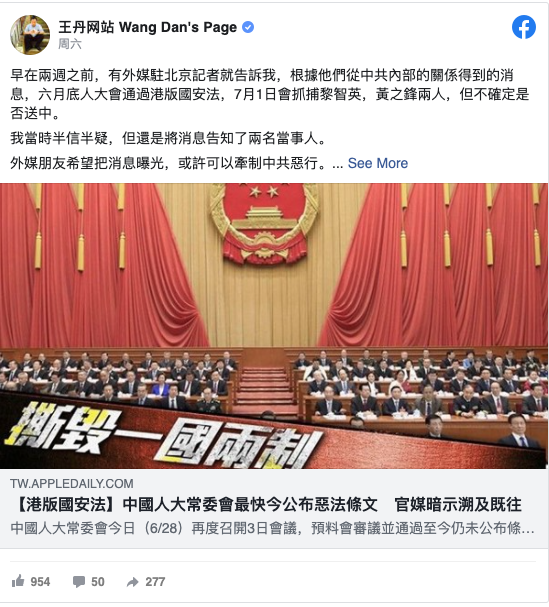 王丹网站 Wang Dan's Page
周六
早在兩週之前，有外媒駐北京記者就告訴我，根據他們從中共內部的關係得到的消
息，六月底人大會通過港版國安法，7月1日會抓捕黎智英，黃之鋒兩人，但不確定是
否送中。
我當時半信半疑，但還是將消息告知了兩名當事人。
外媒朋友希望把消息曝光，或許可以牽制中共惡行。... See More
撕毀一國兩制
TW.APPLEDAILY.COM
【港版國安法】中國人大常委會最快今公布惡法條文　官媒暗示溯及既往
中國人大常委會今日（6/28）再度召開3日會議，預料會審議並通過至今仍未公布條...
954
50
277